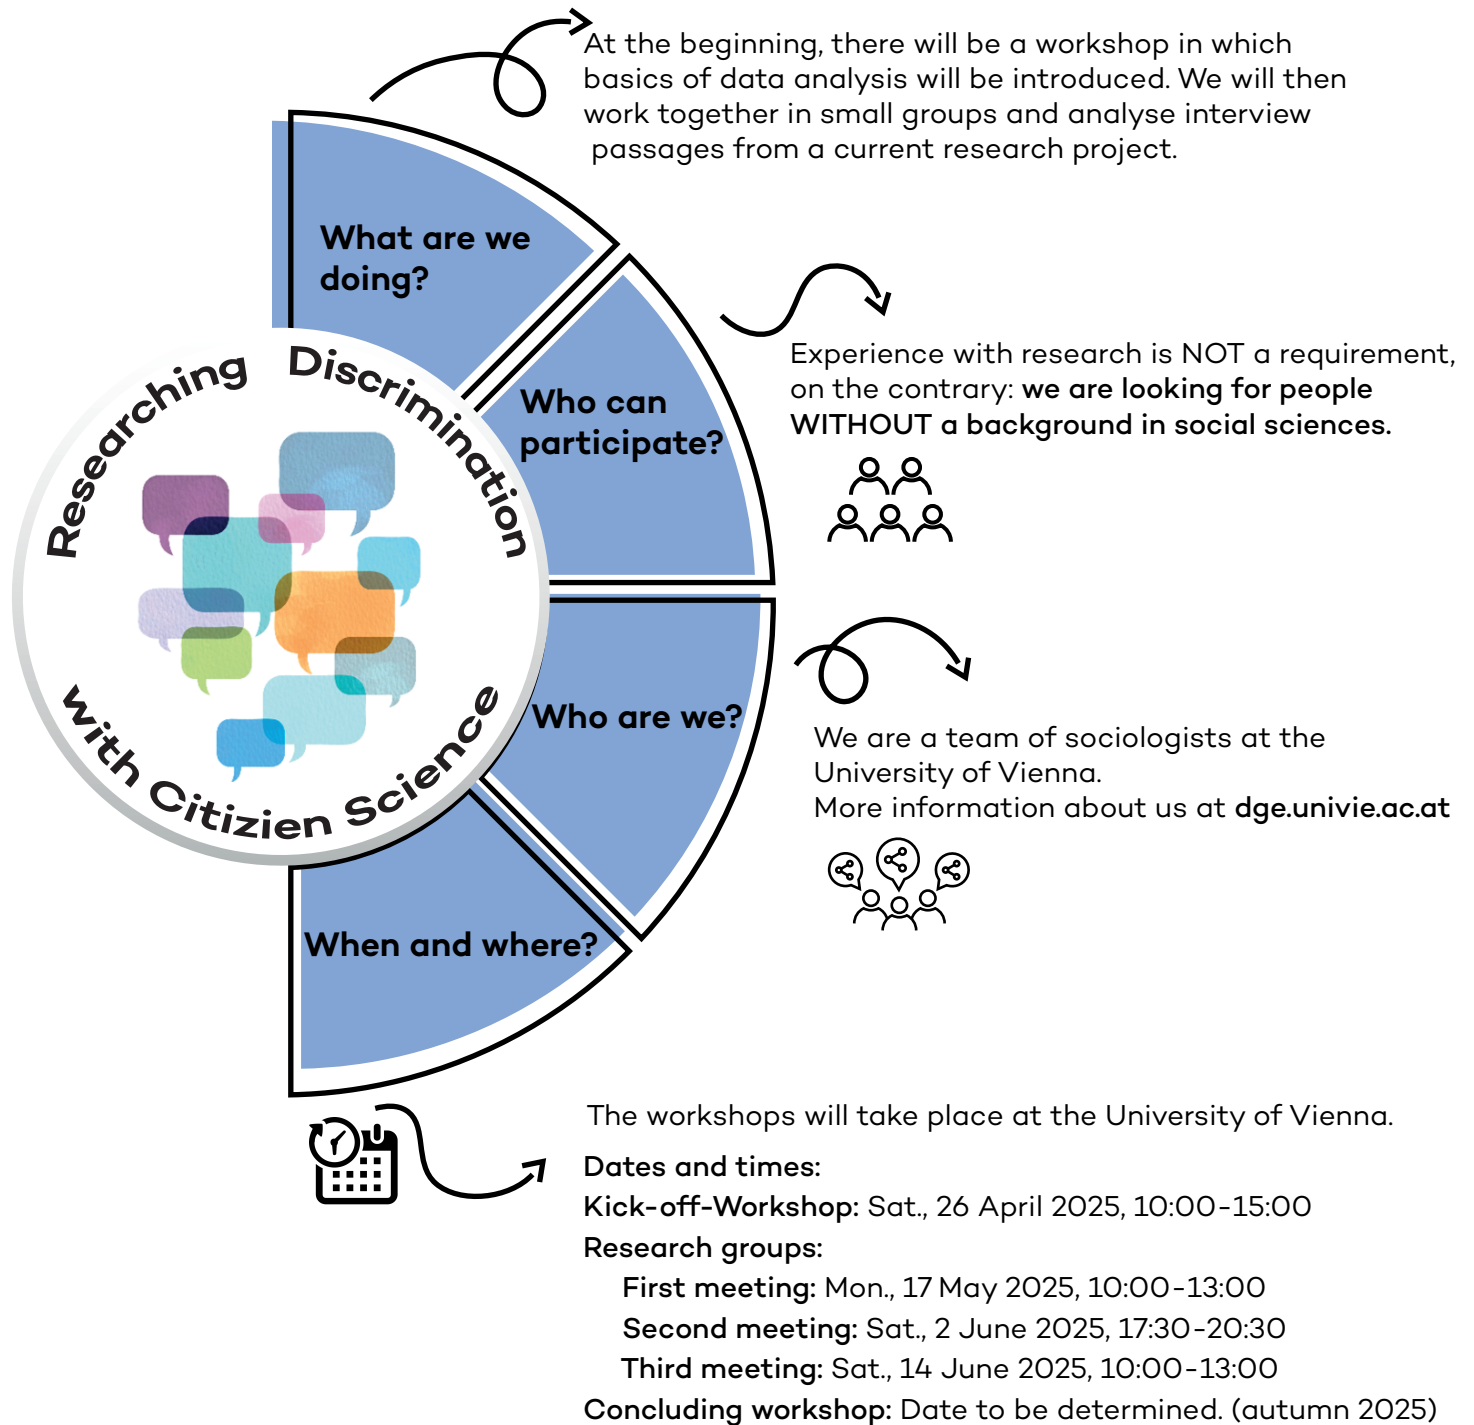 At the beginning, there will be a workshop in which
basics of data analysis will be introduced. We will then
work together in small groups and analyse interview
passages from a current research project.
What are we
doing?
Researching Discrimination
with Citizien Science
Who can
participate?
Experience with research is NOT a requirement,
on the contrary: we are looking for people
WITHOUT a background in social sciences.
Who are we?
We are a team of sociologists at the
University of Vienna.
More information about us at dge.univie.ac.at
When and where?
The workshops will take place at the University of Vienna.
Dates and times:
Kick-off-Workshop: Sat., 26 April 2025, 10:00-15:00
Research groups:
First meeting: Mon., 17 May 2025, 10:00-13:00
Second meeting: Sat., 2 June 2025, 17:30-20:30
Third meeting: Sat., 14 June 2025, 10:00-13:00
Concluding workshop: Date to be determined. (autumn 2025)